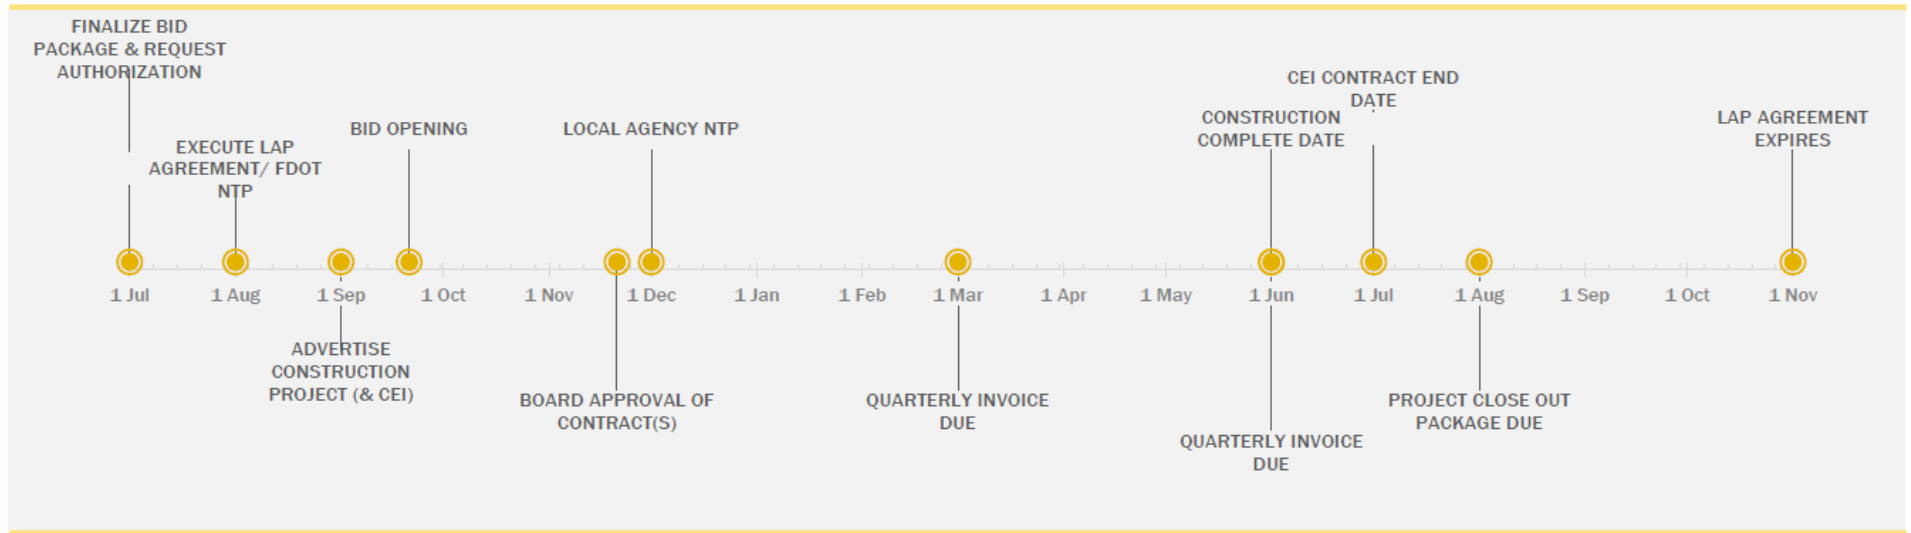 FINALIZE BID
PACKAGE & REQUEST
AUTHORIZATION
EXECUTE LAP
AGREEMENT/ FDOT
NTP
BID OPENING
LOCAL AGENCY NTP
CONSTRUCTION
COMPLETE DATE
CEI CONTRACT END
DATE
LAP AGREEMENT
EXPIRES
1 Jul
1 Aug
1 Sep
1 Oct
1 Nov
1 Dec
1 Jan
1 Feb
1 Mar
1 Apr
1 May
1 Jun
1 Jul
1 Aug
1 Sep
1 Oct
1 Nov
ADVERTISE
CONSTRUCTION
PROJECT (& CEI)
BOARD APPROVAL OF
CONTRACT(S)
QUARTERLY INVOICE
DUE
QUARTERLY INVOICE
DUE
PROJECT CLOSE OUT
PACKAGE DUE